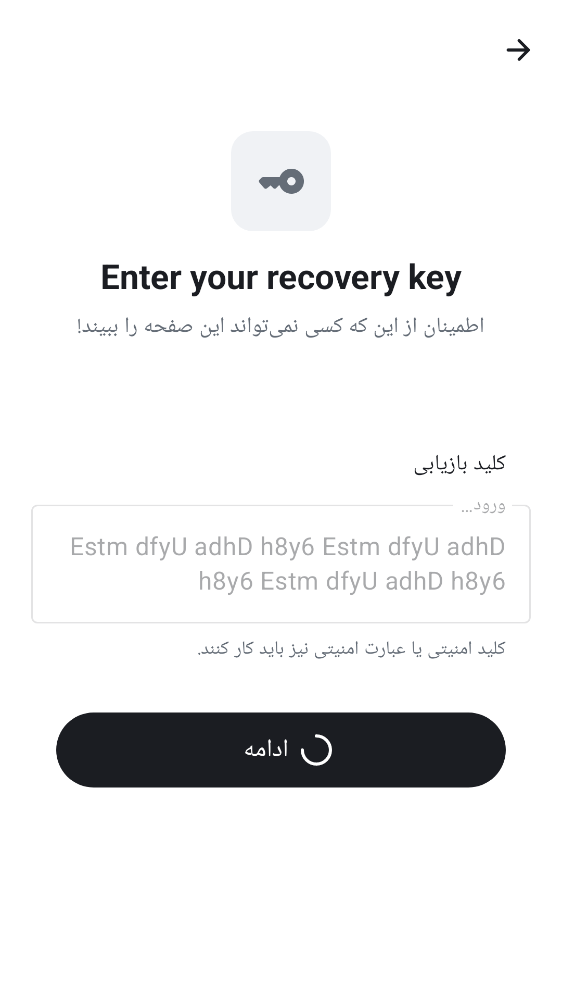 Enter your recovery key
اطمینان از این که کسی نمی‌تواند این صفحه را ببیند!
کلید بازیابی
ورود…
Estm dfyU adhD h8y6 Estm dfyU adhD
h8y6 Estm dfyU adhD h8y6
کلید امنیتی یا عبارت امنیتی نیز باید کار کنند.
ادامه